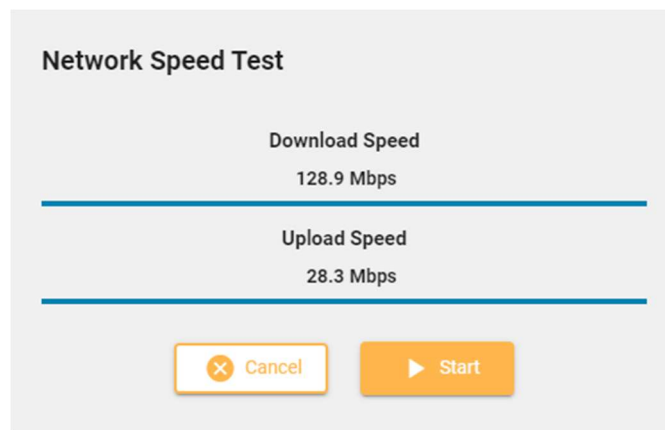 Network Speed Test
Download Speed
128.9 Mbps
Upload Speed
28.3 Mbps
Cancel
Start